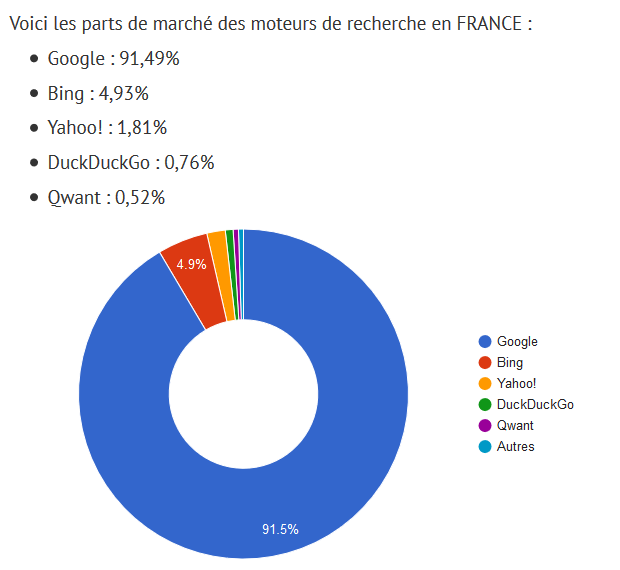 Voici les parts de marché des moteurs de recherche en FRANCE :
Google : 91,49%
Bing : 4,93%
Yahoo! : 1,81%
DuckDuckGo : 0,76%
Qwant : 0,52%
4.9%
91.5%
Google
Bing
Yahoo!
DuckDuckGo
Qwant
Autres